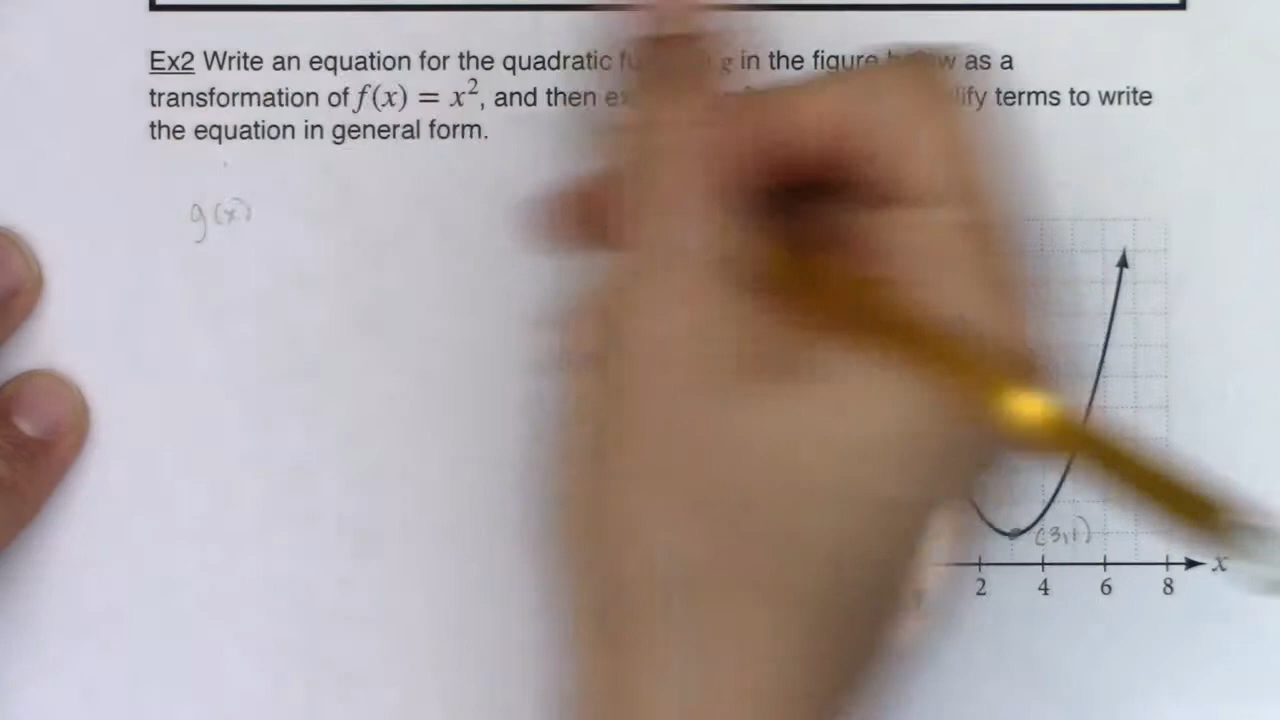 Ex2 Write an equation for the quadratic g in the figure as a
transformation of f(x) = x², and then terms to write
the equation in general form.
g(x)
(3,1)
x
2 4 6 8